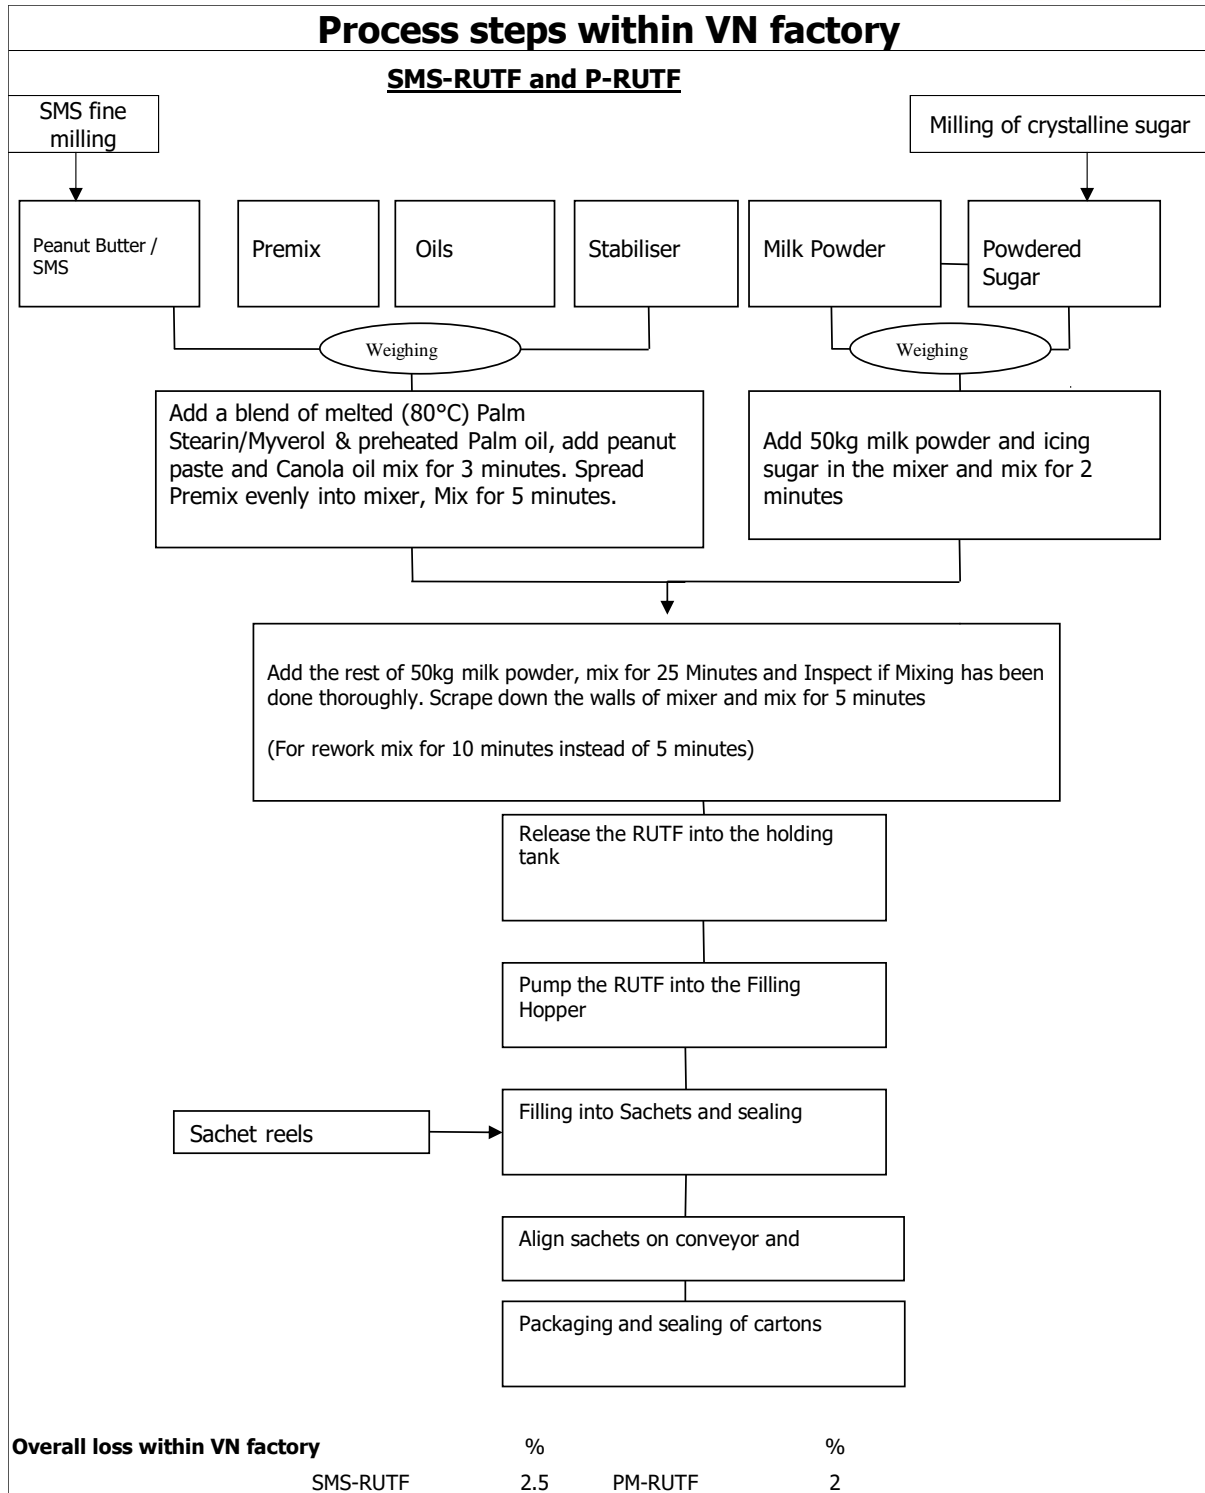 Process steps within VN factory
SMS-RUTF and P-RUTF
SMS fine
milling
Milling of crystalline sugar
Peanut Butter /
SMS
Premix
Oils
Stabiliser
Milk Powder
Powdered
Sugar
Weighing
Weighing
Add a blend of melted (80°C) Palm
Stearin/Myverol & preheated Palm oil, add peanut
paste and Canola oil mix for 3 minutes. Spread
Premix evenly into mixer, Mix for 5 minutes.
Add 50kg milk powder and icing
sugar in the mixer and mix for 2
minutes
Add the rest of 50kg milk powder, mix for 25 Minutes and Inspect if Mixing has been
done thoroughly. Scrape down the walls of mixer and mix for 5 minutes
(For rework mix for 10 minutes instead of 5 minutes)
Release the RUTF into the holding
tank
Pump the RUTF into the Filling
Hopper
Filling into Sachets and sealing
Sachet reels
Align sachets on conveyor and
Packaging and sealing of cartons
Overall loss within VN factory % %
SMS-RUTF 2.5 PM-RUTF 2